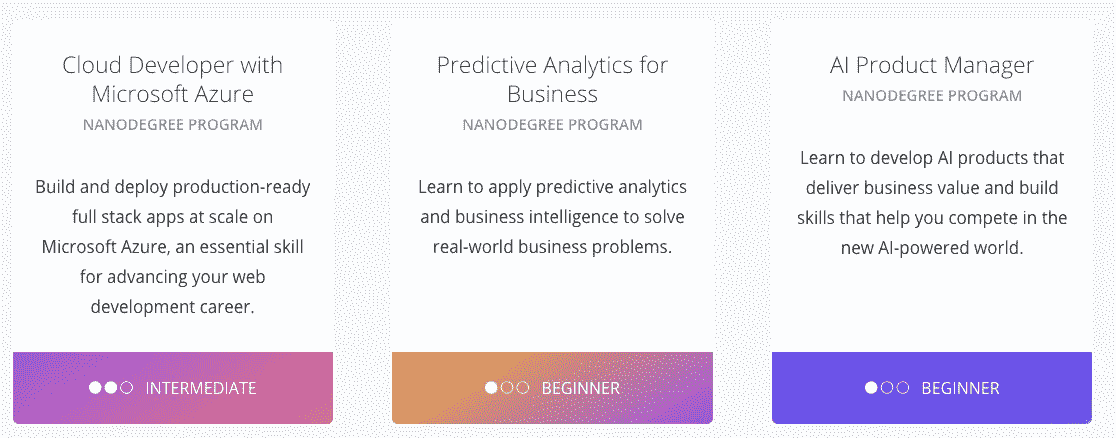 Cloud Developer with
Microsoft Azure
NANODEGREE PROGRAM
Build and deploy production-ready
full stack apps at scale on
Microsoft Azure, an essential skill
for advancing your web
development career.
INTERMEDIATE
Predictive Analytics for
Business
NANODEGREE PROGRAM
Learn to apply predictive analytics
and business intelligence to solve
real-world business problems.
BEGINNER
AI Product Manager
NANODEGREE PROGRAM
Learn to develop AI products that
deliver business value and build
skills that help you compete in the
new AI-powered world.
BEGINNER